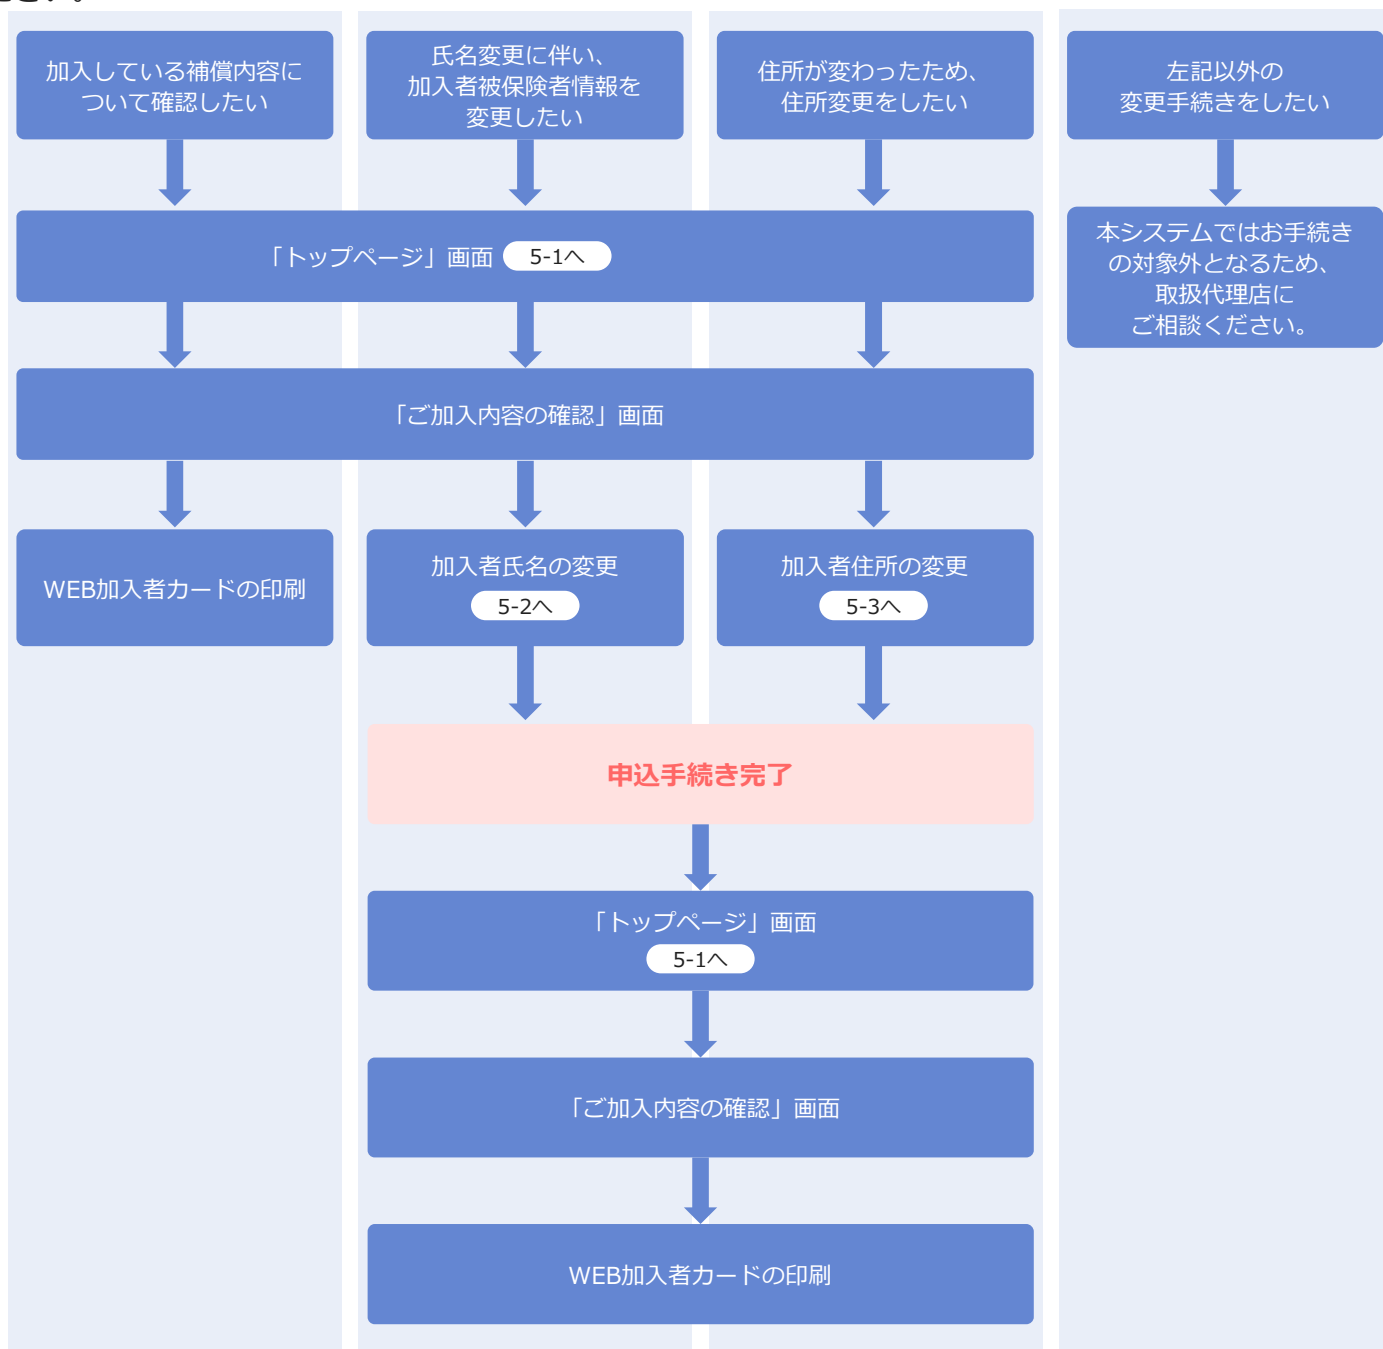 ださい。
加入している補償内容に
ついて確認したい
氏名変更に伴い、
加入者被保険者情報を
変更したい
住所が変わったため、
住所変更をしたい
左記以外の
変更手続きをしたい
「トップページ」画面 5-1へ
本システムではお手続き
の対象外となるため、
取扱代理店に
ご相談ください。
「ご加入内容の確認」画面
WEB加入者カードの印刷
加入者氏名の変更
5-2へ
加入者住所の変更
5-3へ
申込手続き完了
「トップページ」画面
5-1へ
「ご加入内容の確認」画面
WEB加入者カードの印刷